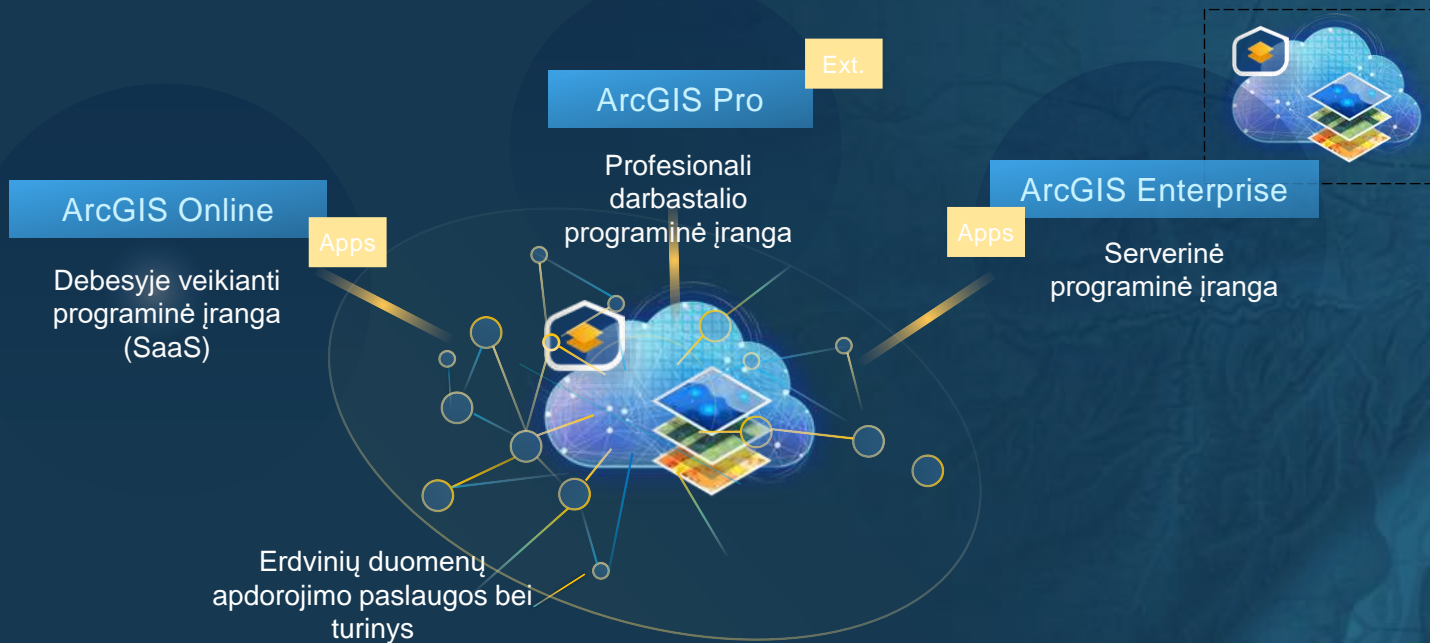 ArcGIS Pro
Ext.
Profesionali
darbastalio
programinė įranga
ArcGIS Online
Apps
Debesyje veikianti
programinė įranga
(SaaS)
ArcGIS Enterprise
Apps
Serverinė
programinė įranga
Erdvinių duomenų
apdorojimo paslaugos bei
turinys